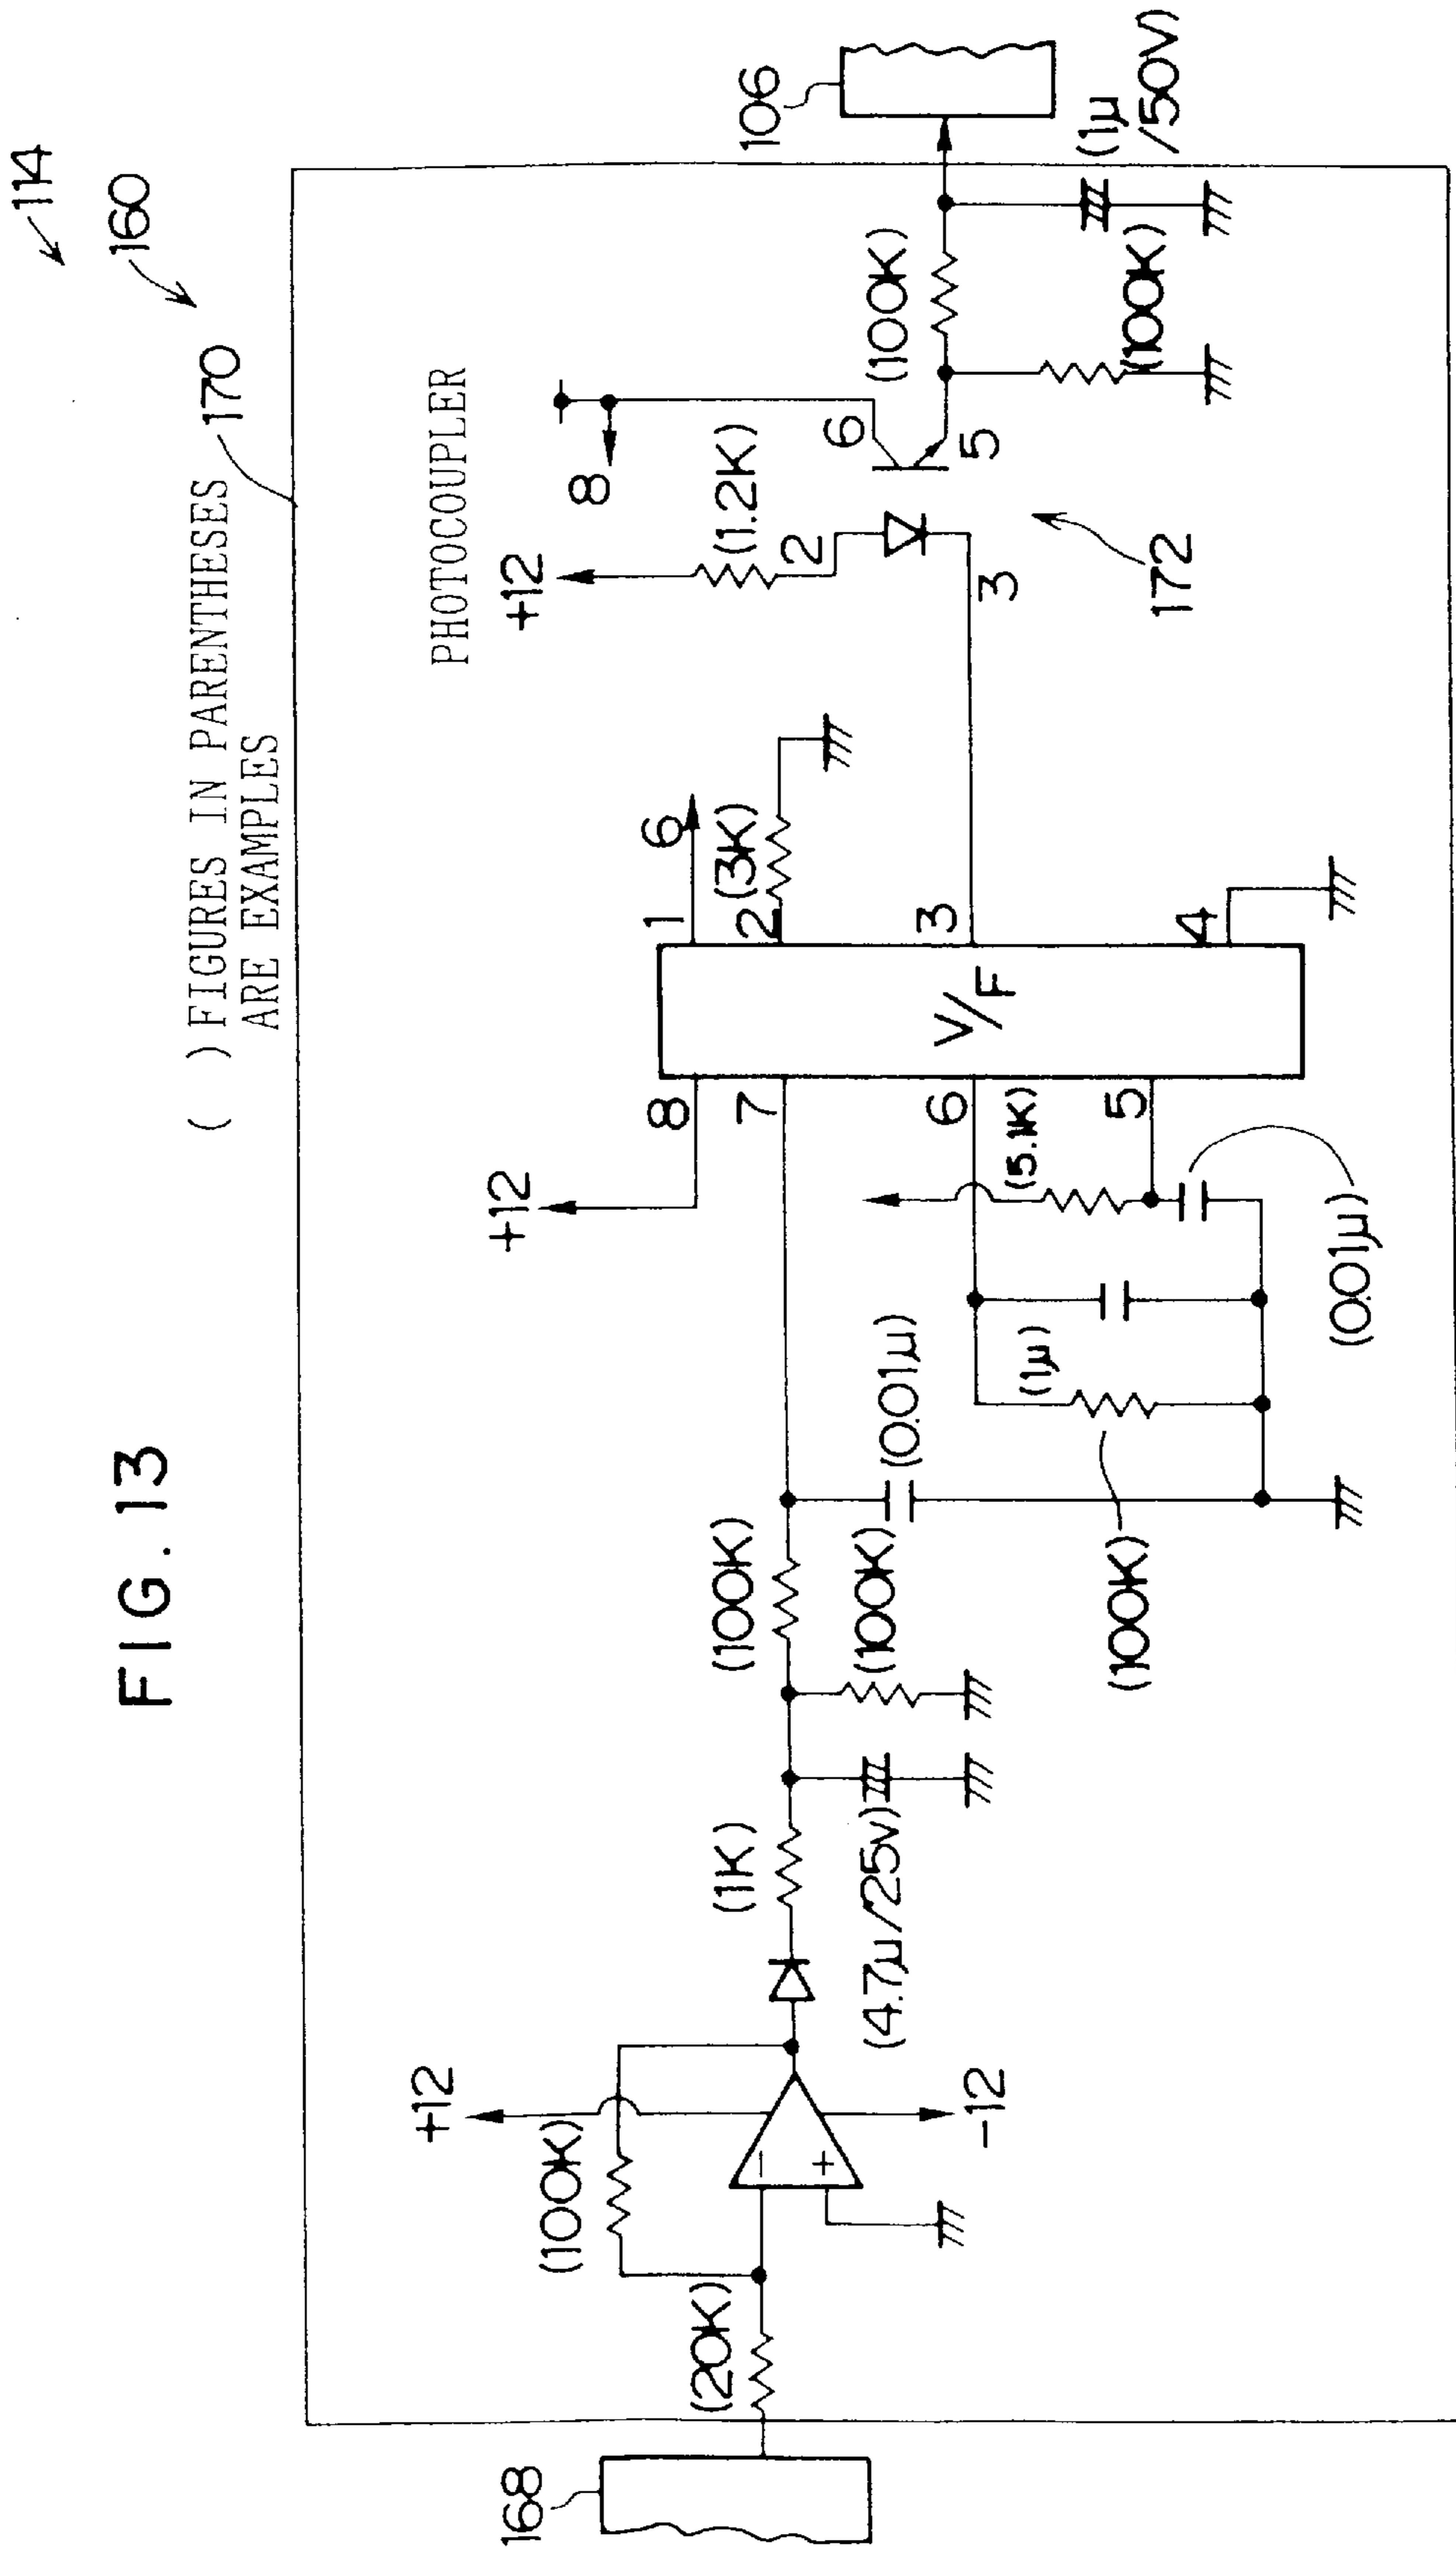 FIG. 13
114
160
170
( ) FIGURES IN PARENTHESES
ARE EXAMPLES
168
(20K)
(100K)
+12
-12
−
+
(1K)
(4.7μ/25V)
(100K)
(100K)
(0.01μ)
(100K)
(1μ)
(5.1K)
(0.01μ)
+12
8
7
6
5
V/F
1
2
3
4
6
(3K)
PHOTOCOUPLER
+12
(1.2K)
2
3
172
8
6
5
(100K)
(100K)
(1μ
/50V)
106